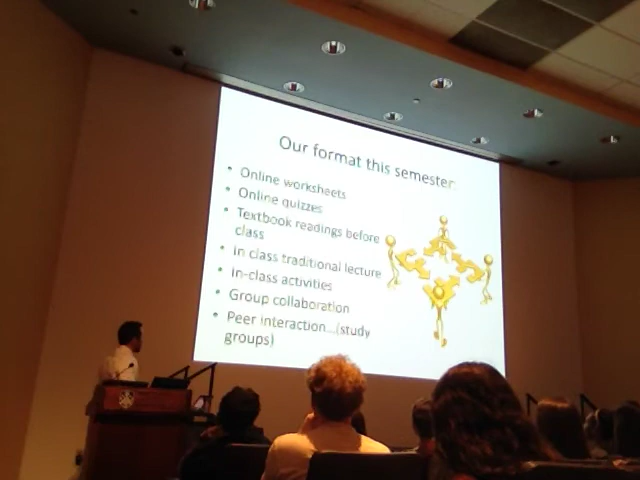 Our format this semester
• Online worksheets
• Online quizzes
• Textbook readings before
class
• In class traditional lecture
• In-class activities
• Group collaboration
• Peer interaction...(study
groups)